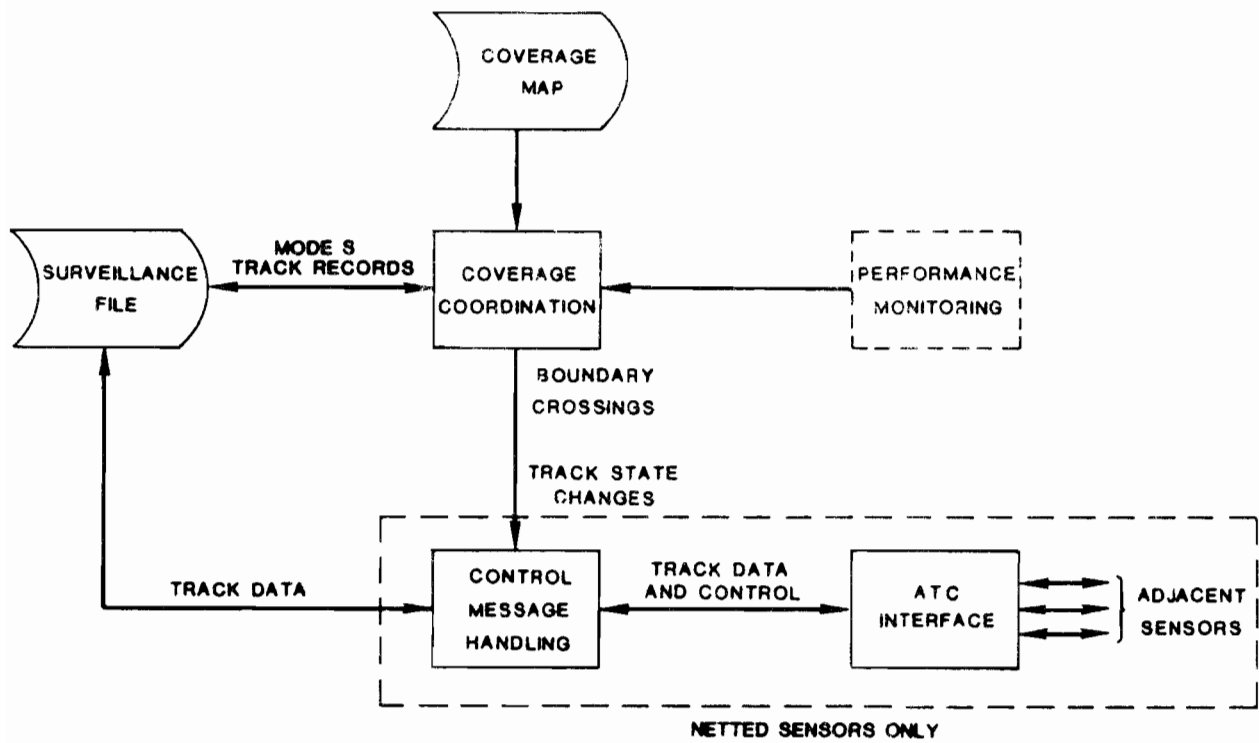 COVERAGE
MAP
MODE S
TRACK RECORDS
SURVEILLANCE
FILE
COVERAGE
COORDINATION
PERFORMANCE
MONITORING
BOUNDARY
CROSSINGS
TRACK STATE
CHANGES
TRACK DATA
CONTROL
MESSAGE
HANDLING
TRACK DATA
AND CONTROL
ATC
INTERFACE
ADJACENT
SENSORS
NETTED SENSORS ONLY